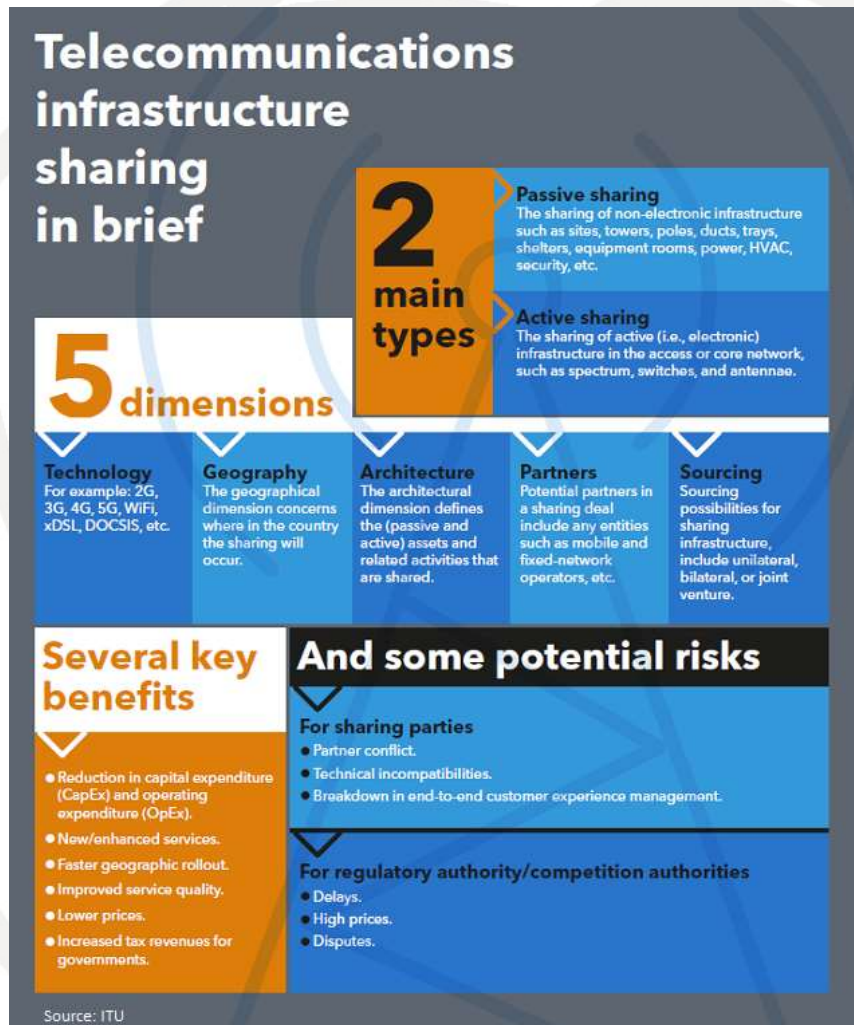 Telecommunications
infrastructure
sharing
in brief
2
main
types
Passive sharing
The sharing of non-electronic infrastructure
such as sites, towers, poles, ducts, trays,
shelters, equipment rooms, power, HVAC,
security, etc.
Active sharing
The sharing of active (i.e., electronic)
infrastructure in the access or core network,
such as spectrum, switches, and antennae.
5 dimensions
Technology
For example: 2G,
3G, 4G, 5G, WiFi,
xDSL, DOCSIS, etc.
Geography
The geographical
dimension concerns
where in the country
the sharing will
occur.
Architecture
The architectural
dimension defines
the (passive and
active) assets and
related activities that
are shared.
Partners
Potential partners in
a sharing deal
include any entities
such as mobile and
fixed-network
operators, etc.
Sourcing
Sourcing
possibilities for
sharing
infrastructure,
include unilateral,
bilateral, or joint
venture.
Several key
benefits
● Reduction in capital expenditure
(CapEx) and operating
expenditure (OpEx).
● New/enhanced services.
● Faster geographic rollout.
● Improved service quality.
● Lower prices.
● Increased tax revenues for
governments.
And some potential risks
For sharing parties
● Partner conflict.
● Technical incompatibilities.
● Breakdown in end-to-end customer experience management.
For regulatory authority/competition authorities
● Delays.
● High prices.
● Disputes.
Source: ITU